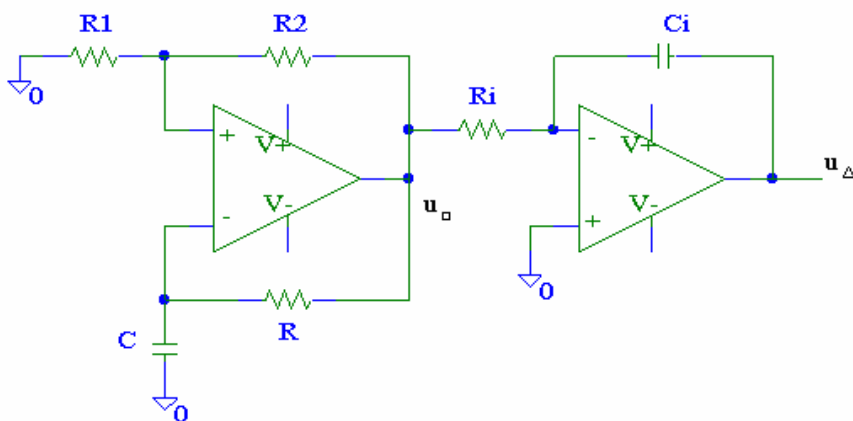 R1
R2
Ci
0
Ri
+
V+
-
V+
V-
-
u□
V-
+
u△
0
C
R
0